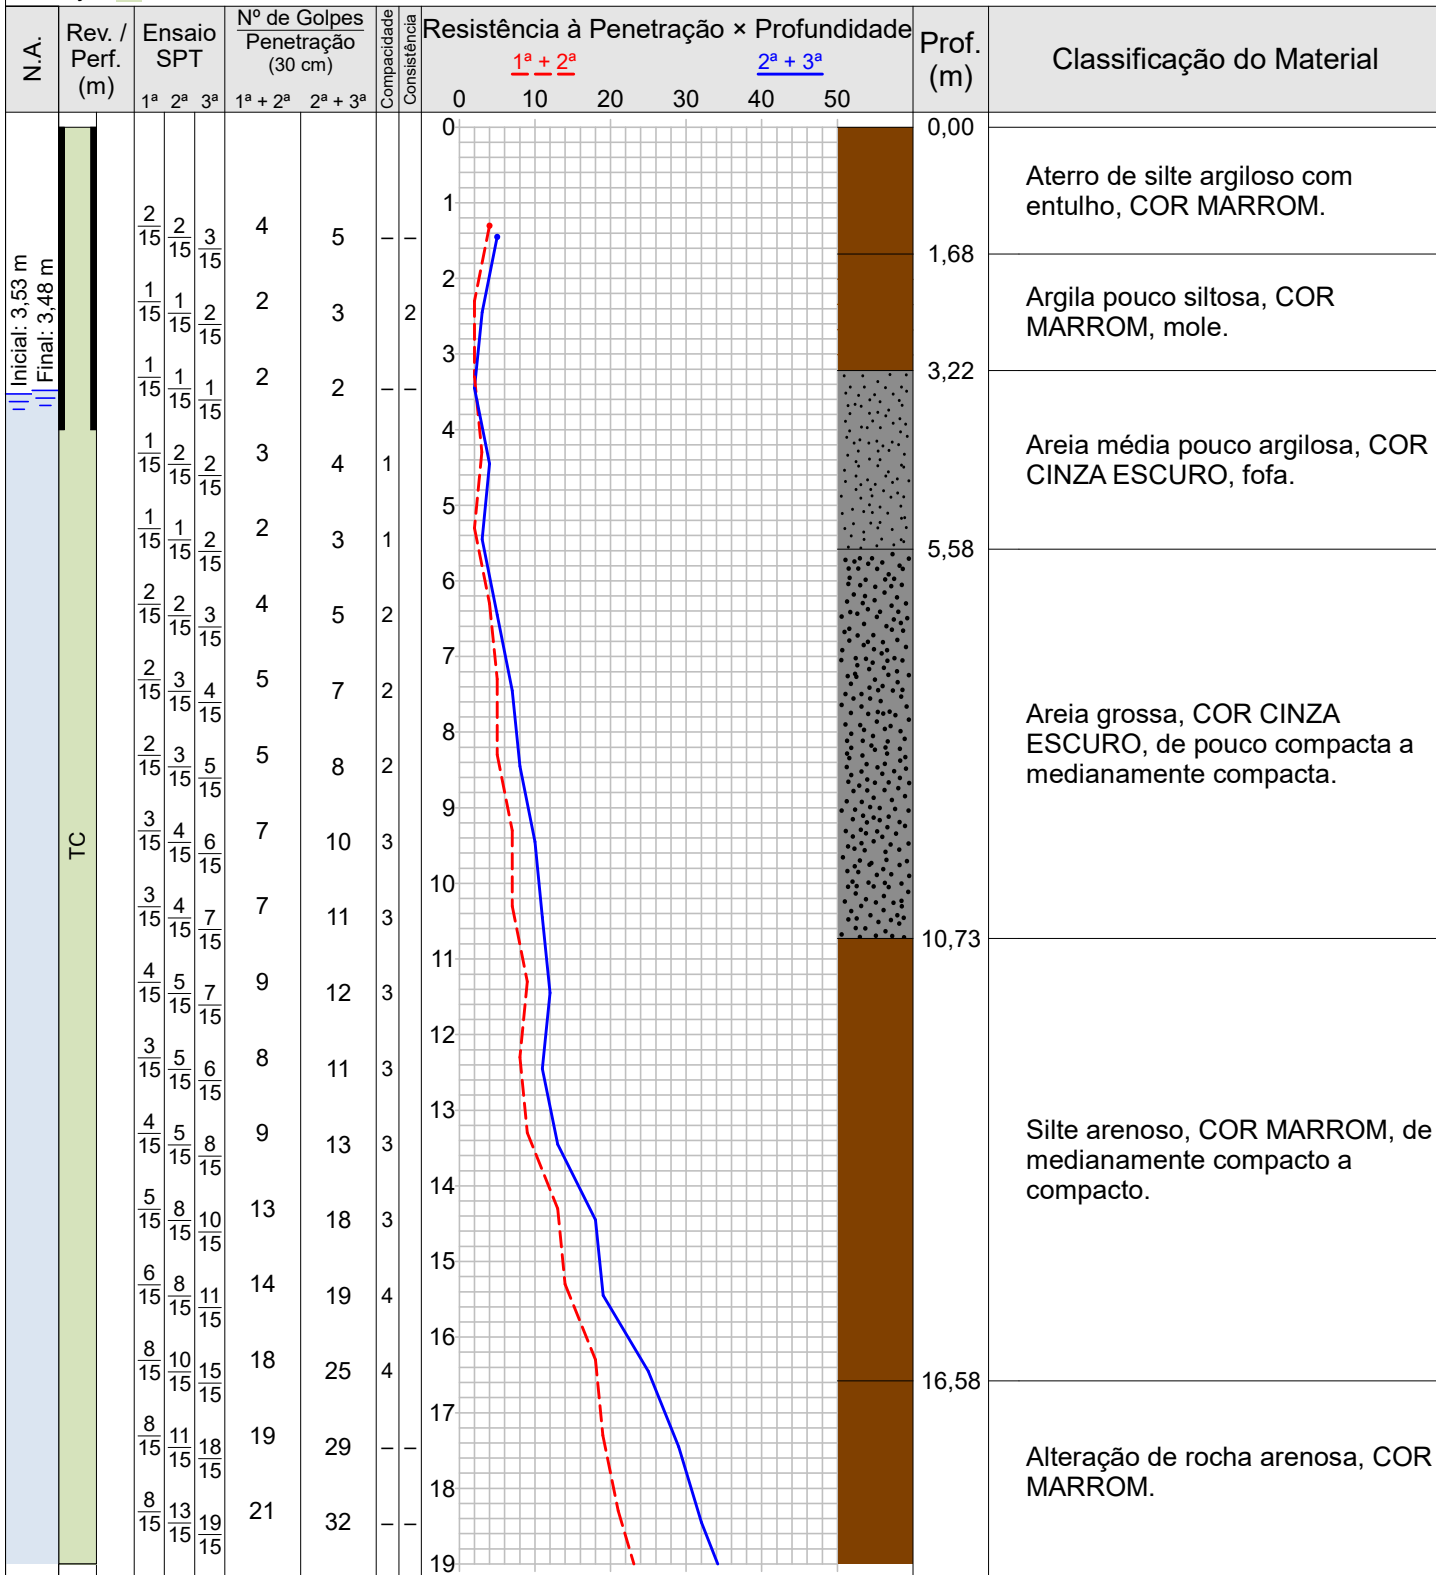 N.A.
Rev. /
Perf.
(m)
Ensaio
SPT
1ª 2ª 3ª
Nº de Golpes
Penetração
(30 cm)
1ª + 2ª 2ª + 3ª
Compacidade
Consistência
Resistência à Penetração × Profundidade
1ª + 2ª 2ª + 3ª
0 10 20 30 40 50
Prof.
(m)
Classificação do Material
Inicial: 3,53 m
Final: 3,48 m
TC
2/15 2/15 3/15 4 5 – –
1/15 1/15 2/15 2 3 2
1/15 1/15 1/15 2 2 – –
1/15 2/15 2/15 3 4 1
1/15 1/15 2/15 2 3 1
2/15 2/15 3/15 4 5 2
2/15 3/15 4/15 5 7 2
2/15 3/15 5/15 5 8 2
3/15 4/15 6/15 7 10 3
3/15 4/15 7/15 7 11 3
4/15 5/15 7/15 9 12 3
3/15 5/15 6/15 8 11 3
4/15 5/15 8/15 9 13 3
5/15 8/15 10/15 13 18 3
6/15 8/15 11/15 14 19 4
8/15 10/15 15/15 18 25 4
8/15 11/15 18/15 19 29 – –
8/15 13/15 19/15 21 32 – –
0
1
2
3
4
5
6
7
8
9
10
11
12
13
14
15
16
17
18
19
0,00
Aterro de silte argiloso com
entulho, COR MARROM.
1,68
Argila pouco siltosa, COR
MARROM, mole.
3,22
Areia média pouco argilosa, COR
CINZA ESCURO, fofa.
5,58
Areia grossa, COR CINZA
ESCURO, de pouco compacta a
medianamente compacta.
10,73
Silte arenoso, COR MARROM, de
medianamente compacto a
compacto.
16,58
Alteração de rocha arenosa, COR
MARROM.